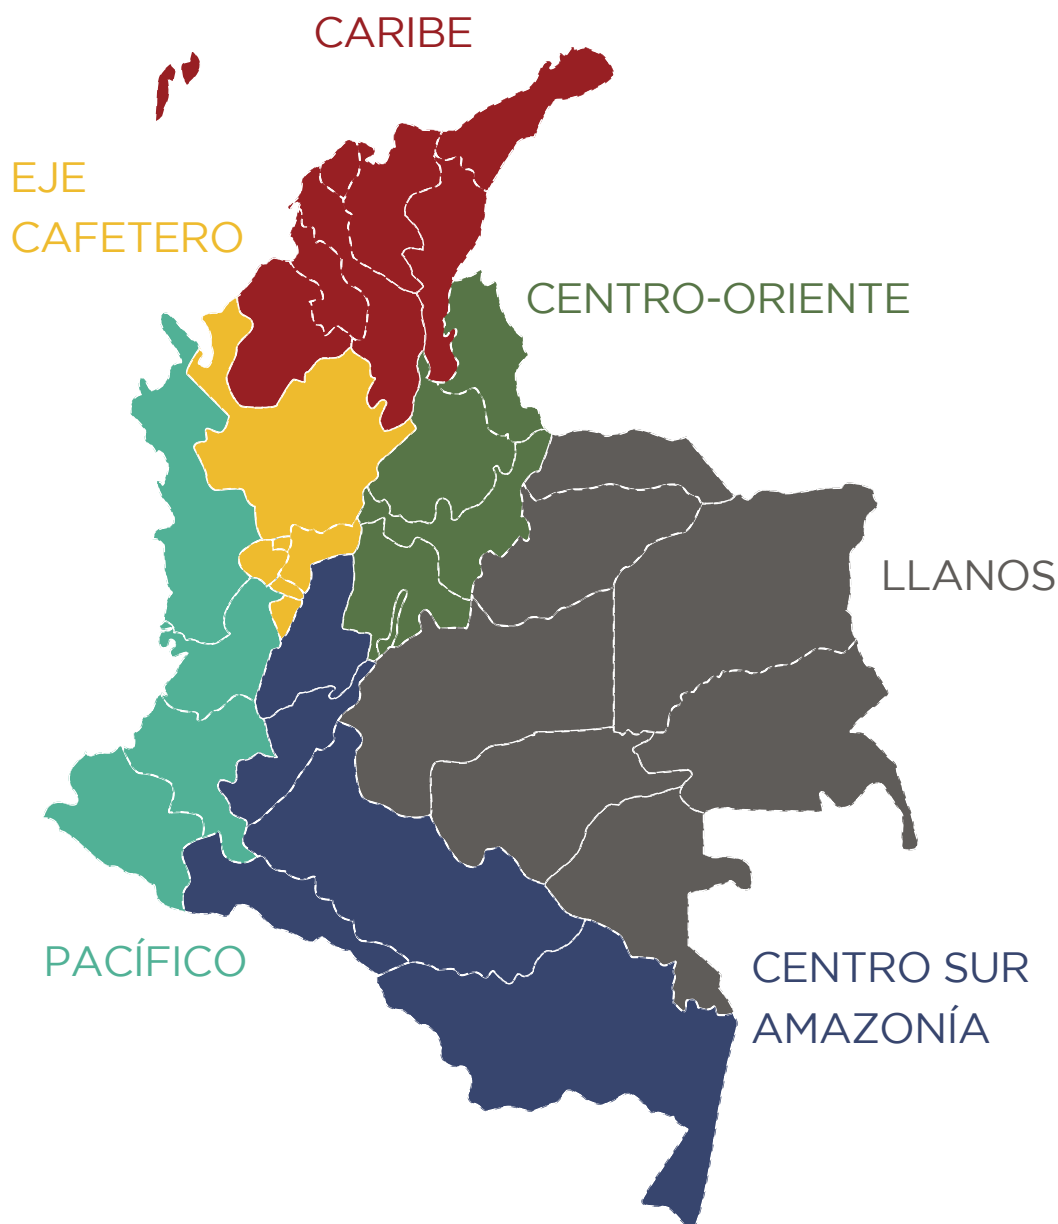 CARIBE
EJE
CAFETERO
CENTRO-ORIENTE
LLANOS
PACÍFICO
CENTRO SUR
AMAZONÍA